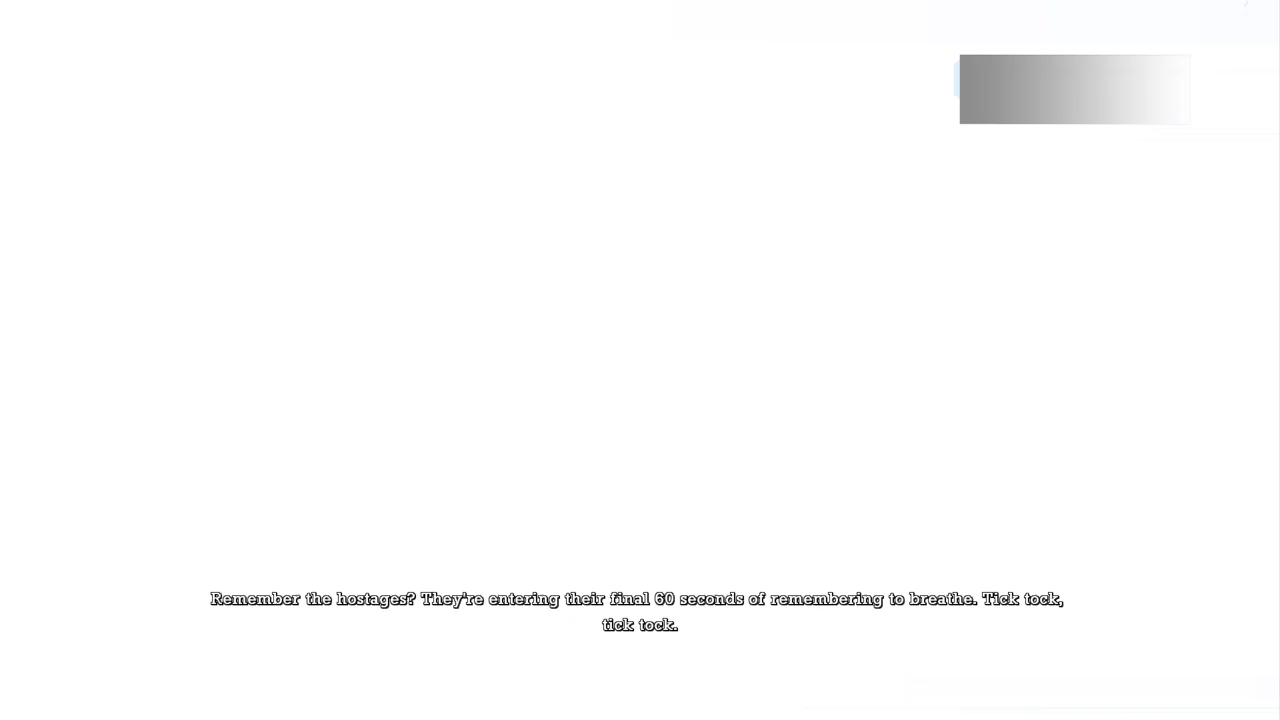 Remember the hostages? They're entering their final 60 seconds of remembering to breathe. Tick tock,
tick tock.